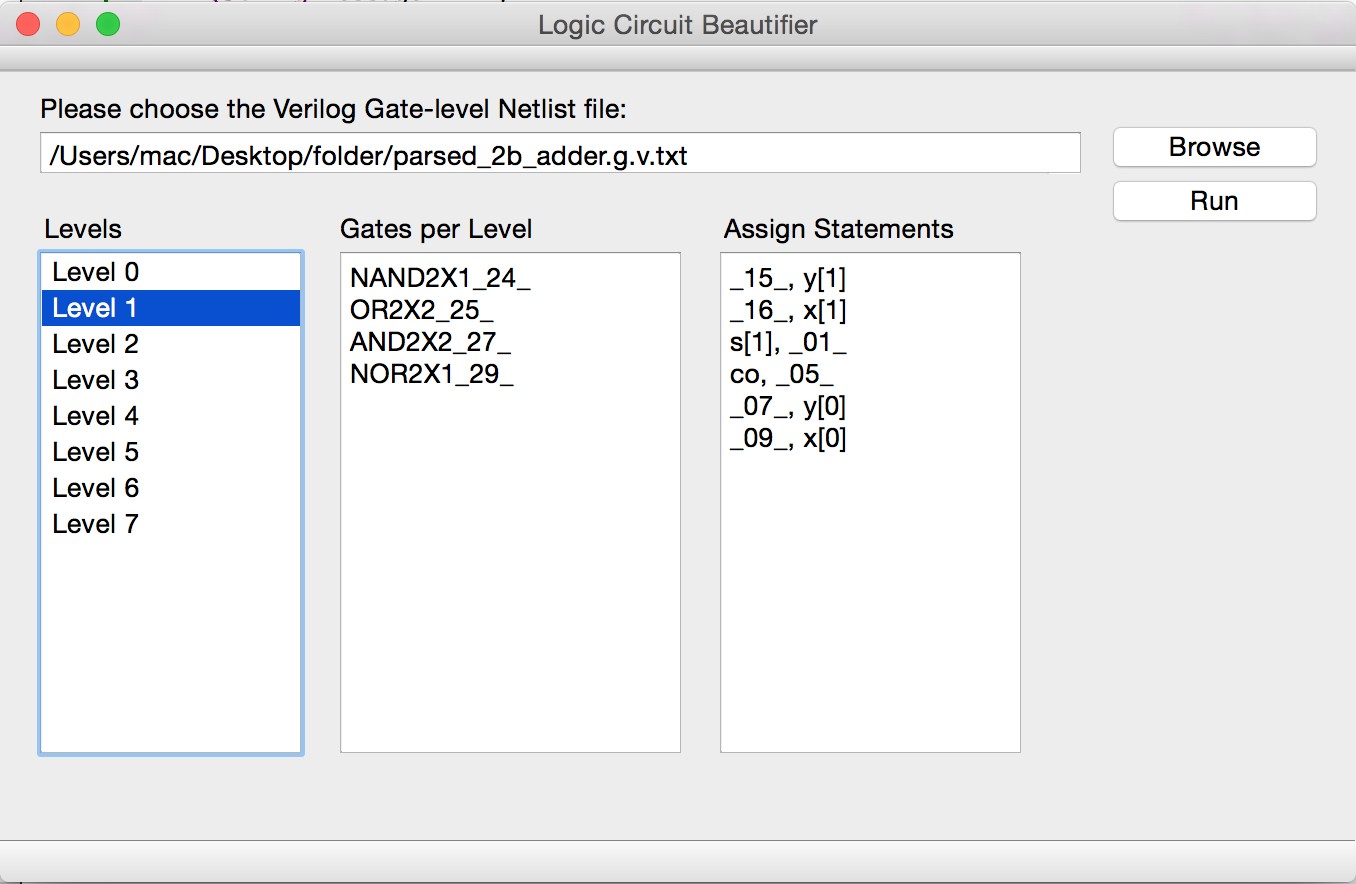 Logic Circuit Beautifier
Please choose the Verilog Gate-level Netlist file:
/Users/mac/Desktop/folder/parsed_2b_adder.g.v.txt
Browse
Run
Levels
Level 0
Level 1
Level 2
Level 3
Level 4
Level 5
Level 6
Level 7
Gates per Level
NAND2X1_24_
OR2X2_25_
AND2X2_27_
NOR2X1_29_
Assign Statements
_15_, y[1]
_16_, x[1]
s[1], _01_
co, _05_
_07_, y[0]
_09_, x[0]